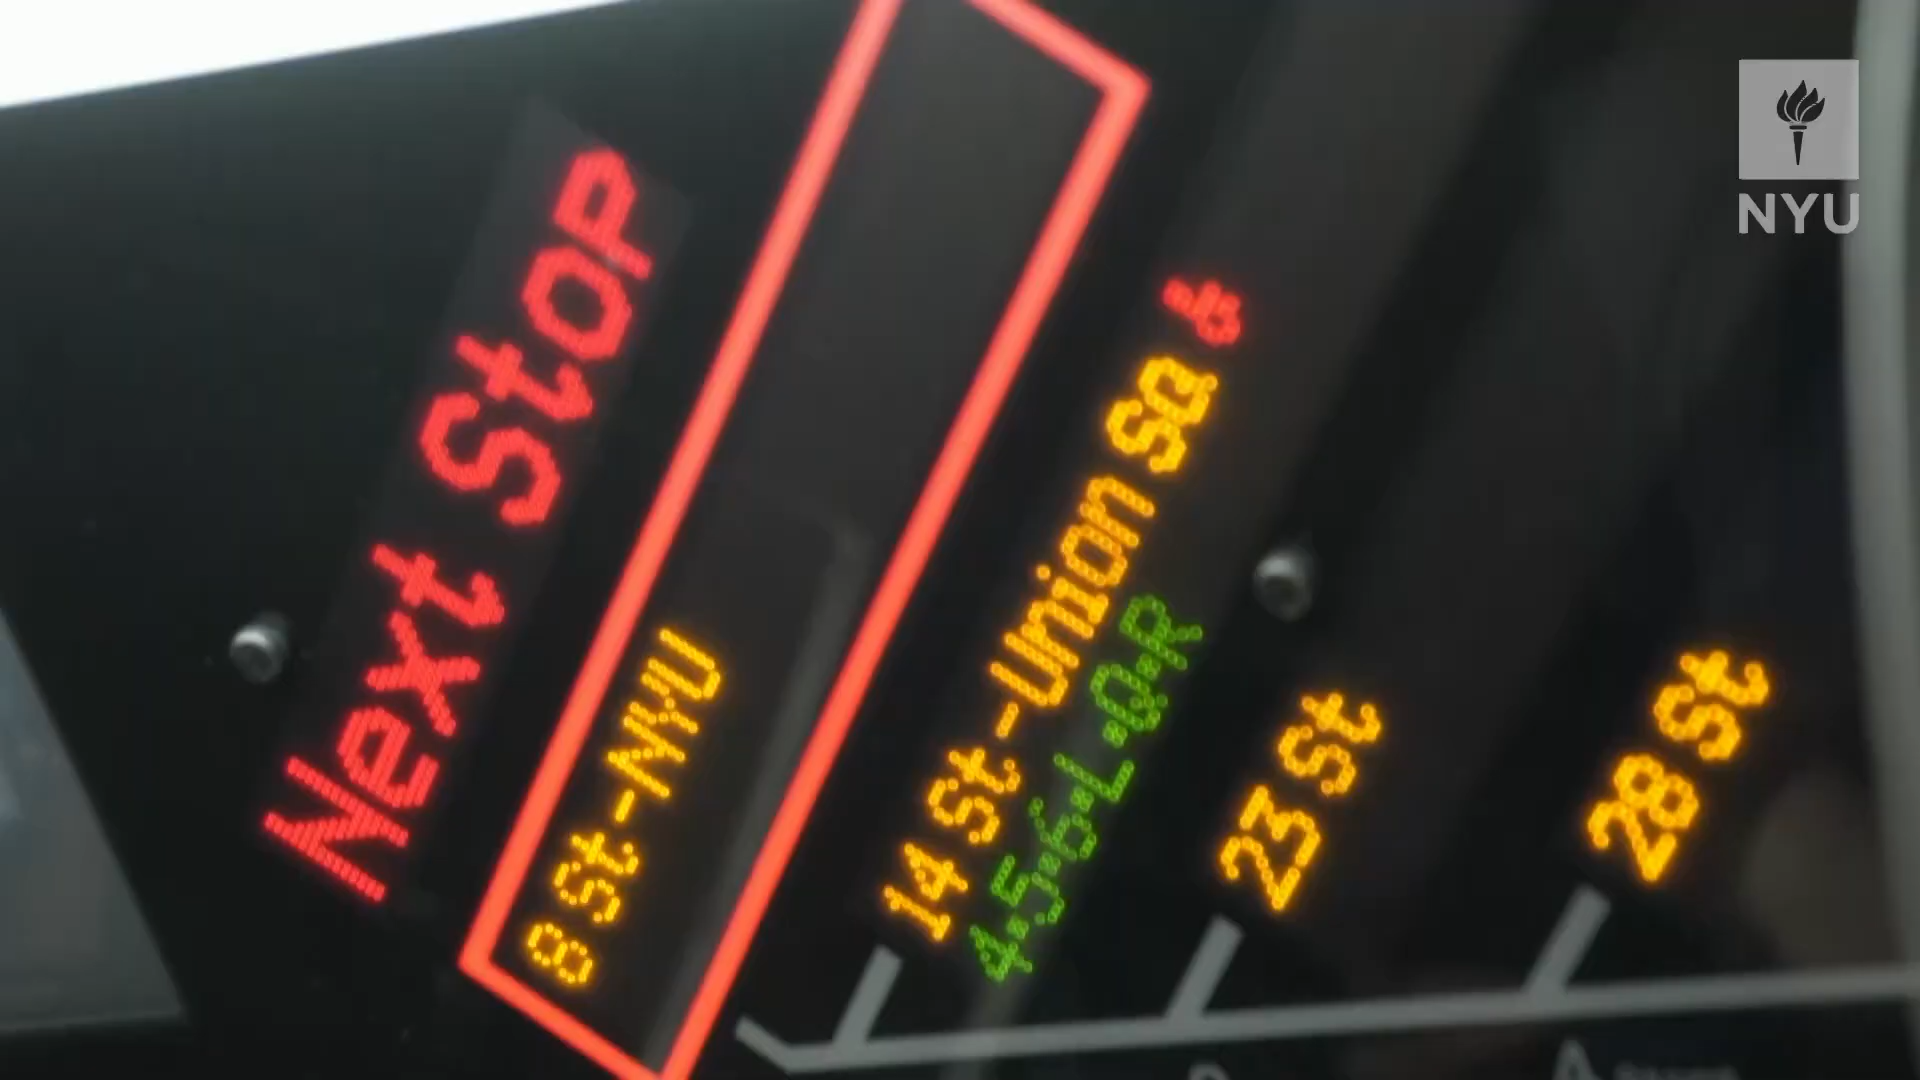 Next Stop
8 St-NYU
14 St-Union Sq
4·5·6·L·Q·R
23 St
28 St
NYU